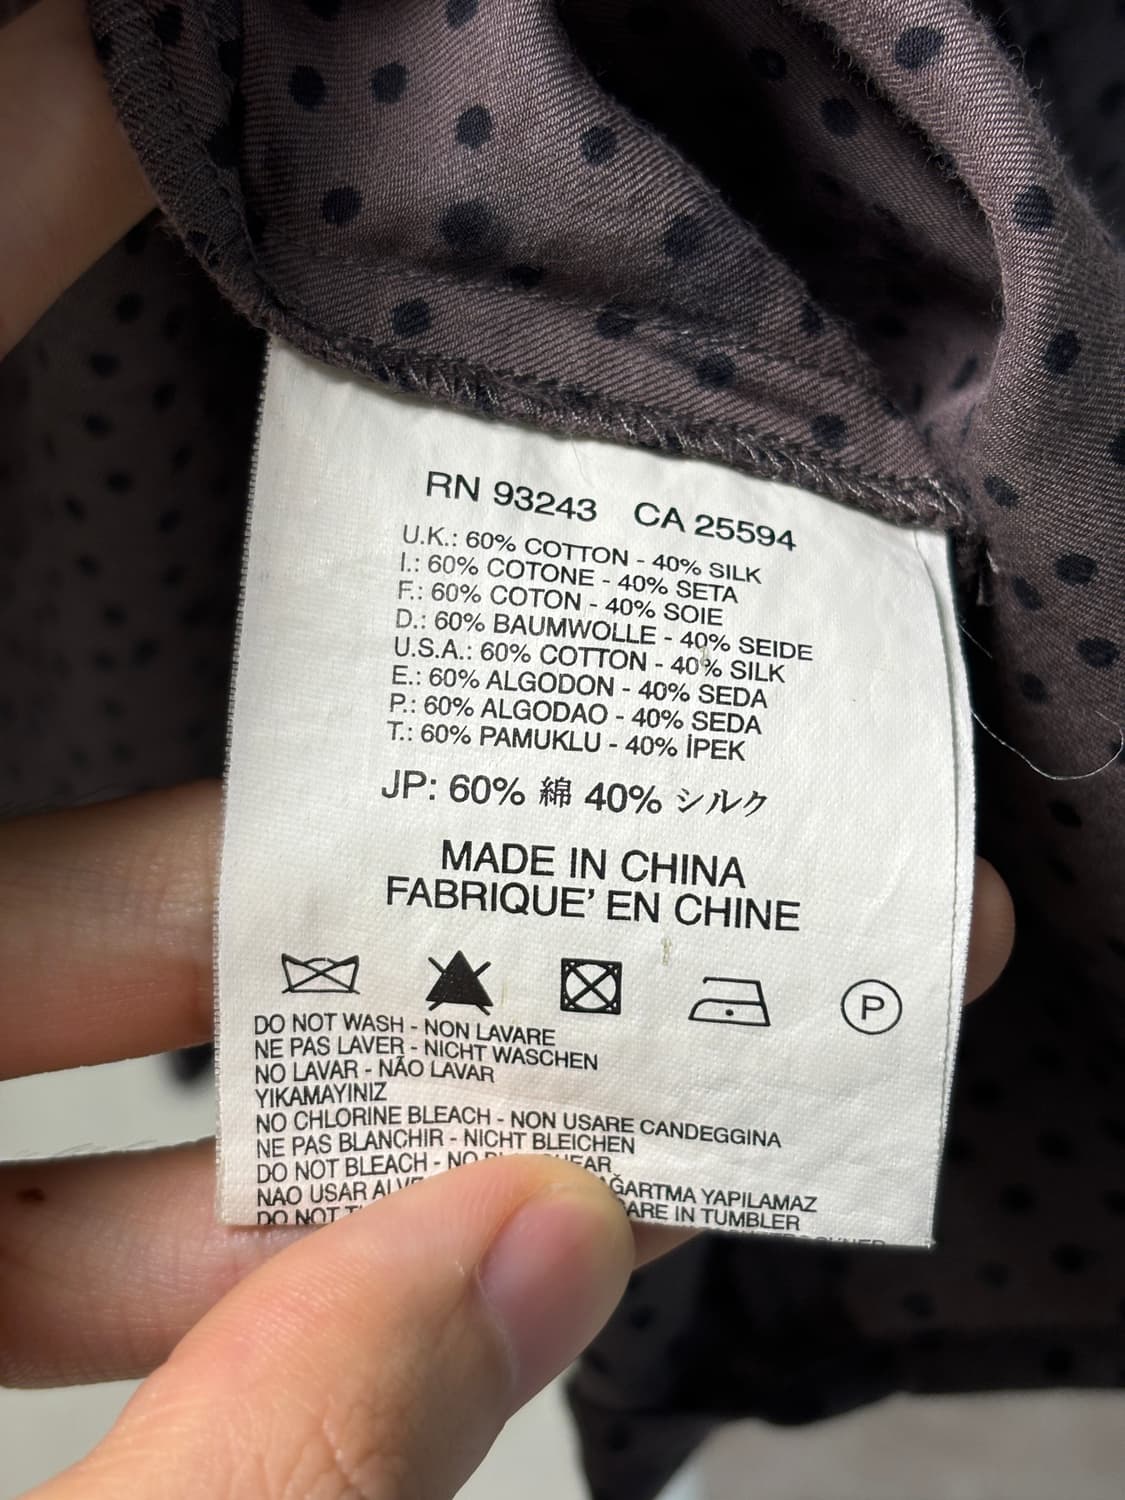 RN 93243 CA 25594
U.K.: 60% COTTON - 40% SILK
I.: 60% COTONE - 40% SETA
F.: 60% COTON - 40% SOIE
D.: 60% BAUMWOLLE - 40% SEIDE
U.S.A.: 60% COTTON - 40% SILK
E.: 60% ALGODON - 40% SEDA
P.: 60% ALGODAO - 40% SEDA
T.: 60% PAMUKLU - 40% İPEK
JP: 60% 綿 40% シルク
MADE IN CHINA
FABRIQUE' EN CHINE
P
DO NOT WASH - NON LAVARE
NE PAS LAVER - NICHT WASCHEN
NO LAVAR - NÃO LAVAR
YIKAMAYINIZ
NO CHLORINE BLEACH - NON USARE CANDEGGINA
NE PAS BLANCHIR - NICHT BLEICHEN
DO NOT BLEACH - NO
NAO USAR YAPILAMAZ
DO NOT IN TUMBLER